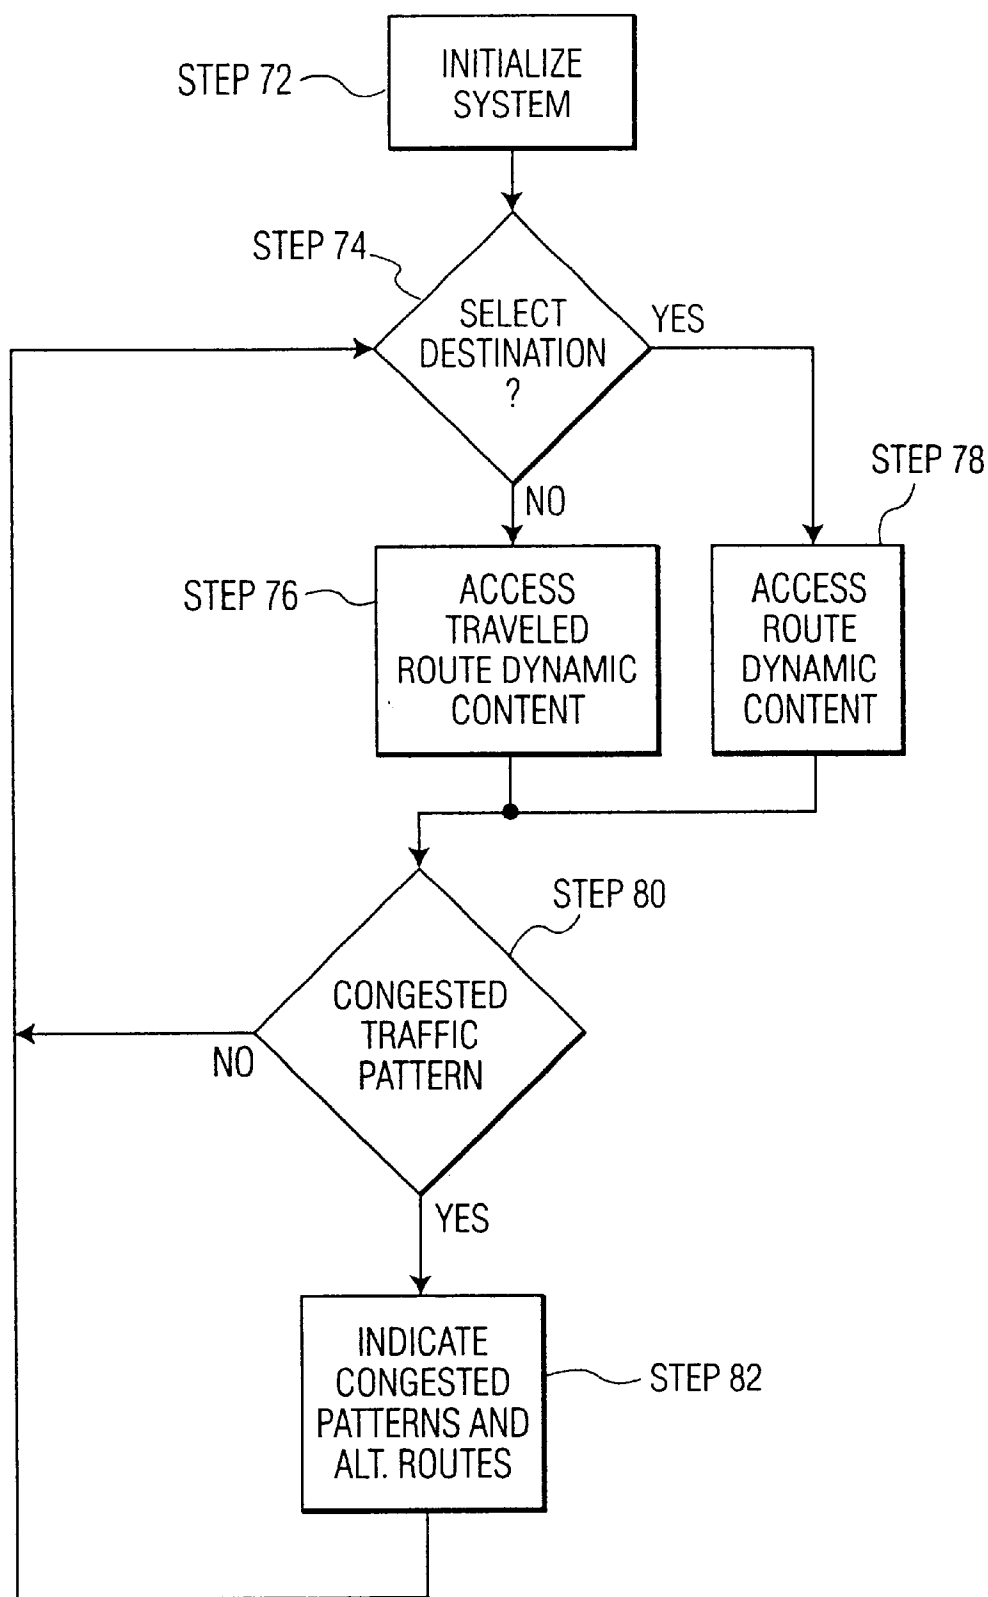 STEP 72
INITIALIZE
SYSTEM
STEP 74
SELECT
DESTINATION
?
YES
NO
STEP 76
ACCESS
TRAVELED
ROUTE DYNAMIC
CONTENT
STEP 78
ACCESS
ROUTE
DYNAMIC
CONTENT
STEP 80
CONGESTED
TRAFFIC
PATTERN
NO
YES
INDICATE
CONGESTED
PATTERNS AND
ALT. ROUTES
STEP 82